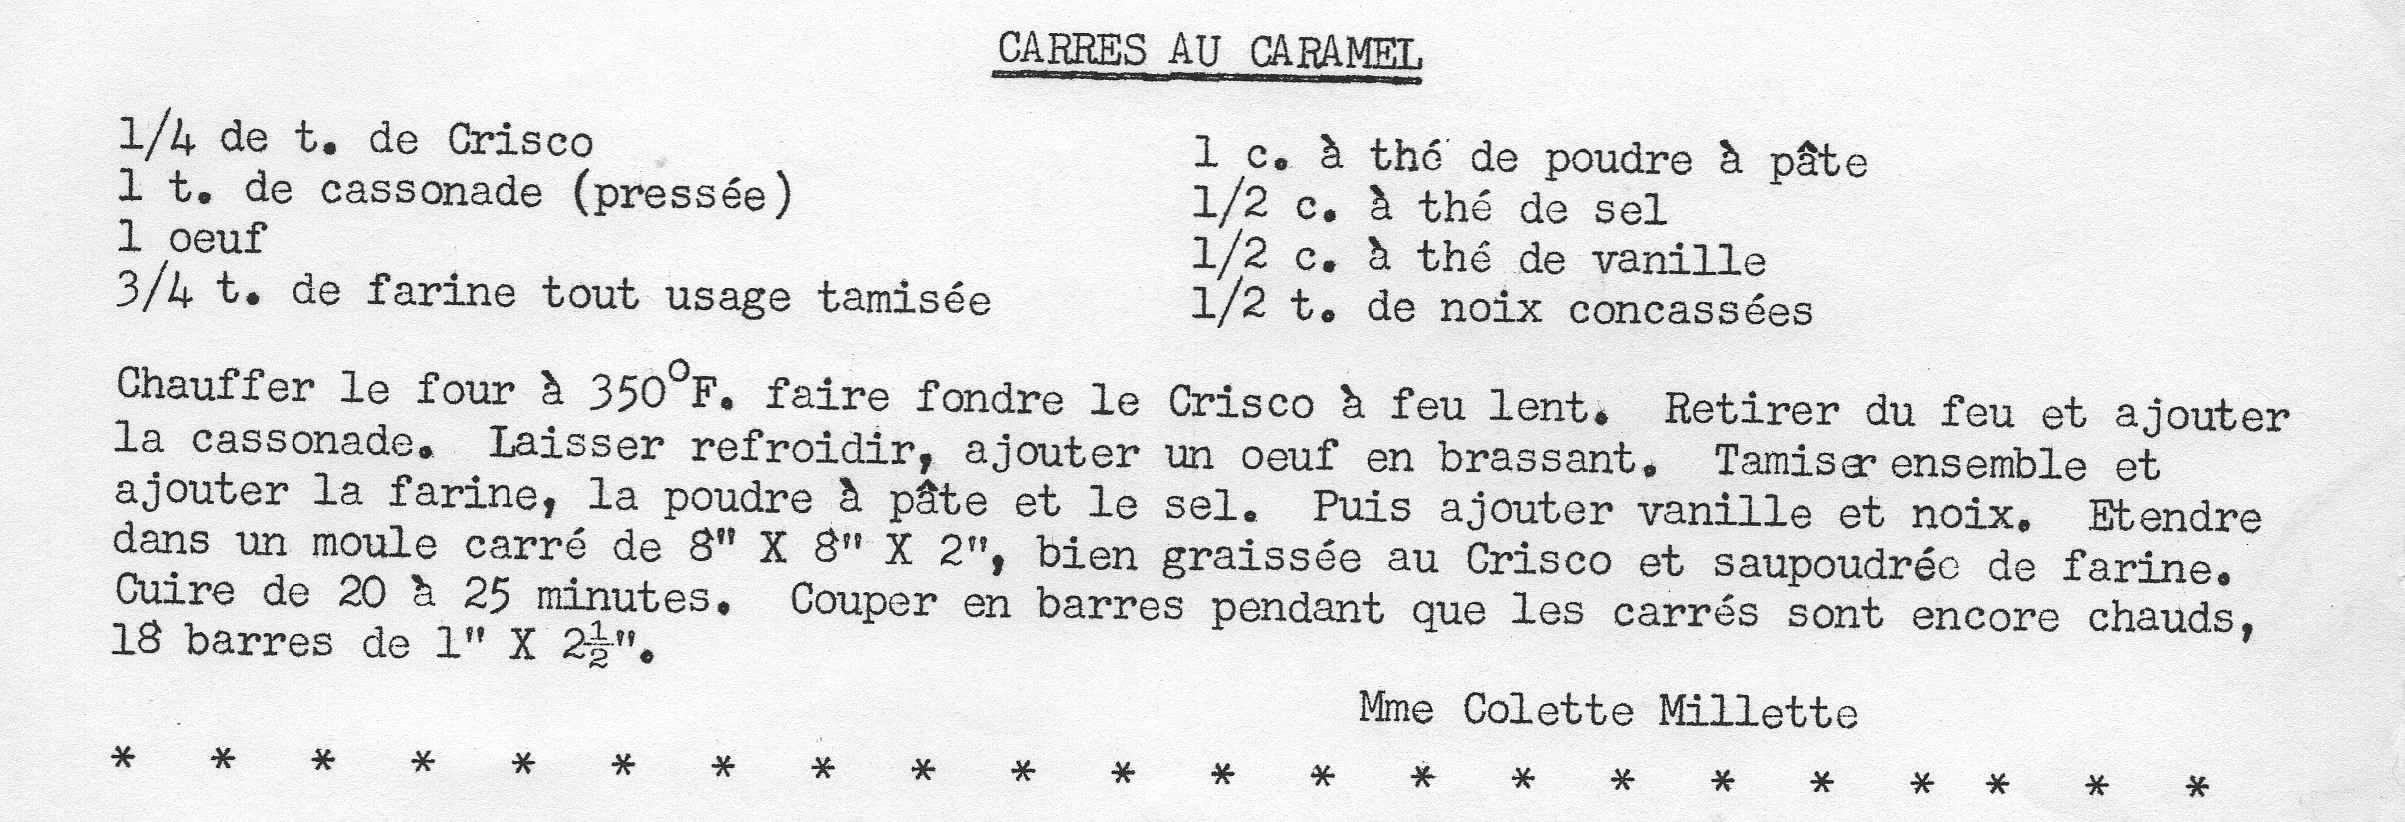 CARRES AU CARAMEL
1/4 de t. de Crisco
1 t. de cassonade (pressée)
1 oeuf
3/4 t. de farine tout usage tamisée
1 c. à thé de poudre à pâte
1/2 c. à thé de sel
1/2 c. à thé de vanille
1/2 t. de noix concassées
Chauffer le four à 350°F. faire fondre le Crisco à feu lent. Retirer du feu et ajouter
la cassonade. Laisser refroidir, ajouter un oeuf en brassant. Tamiser ensemble et
ajouter la farine, la poudre à pâte et le sel. Puis ajouter vanille et noix. Etendre
dans un moule carré de 8" X 8" X 2", bien graissée au Crisco et saupoudrée de farine.
Cuire de 20 à 25 minutes. Couper en barres pendant que les carrés sont encore chauds,
18 barres de 1" X 2½".
Mme Colette Millette
* * * * * * * * * * * * * * * * * * * * * *